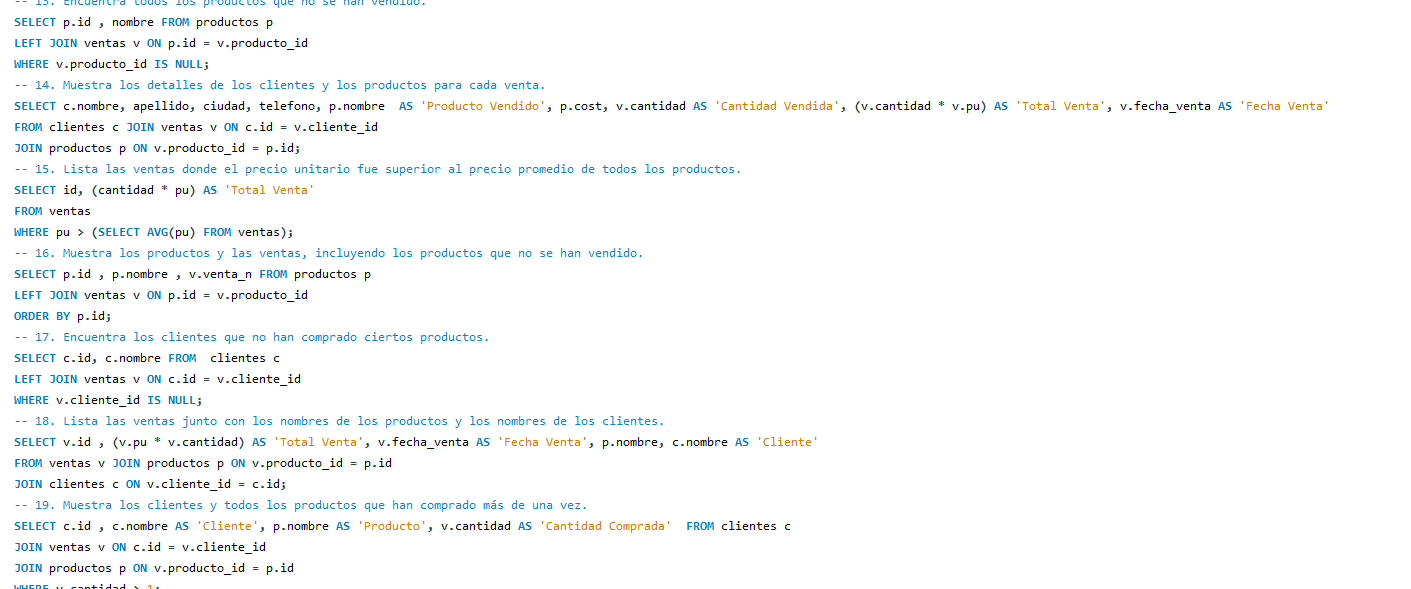 -- 13. Encuentra todos los productos que no se han vendido.
SELECT p.id , nombre FROM productos p
LEFT JOIN ventas v ON p.id = v.producto_id
WHERE v.producto_id IS NULL;
-- 14. Muestra los detalles de los clientes y los productos para cada venta.
SELECT c.nombre, apellido, ciudad, telefono, p.nombre  AS 'Producto Vendido', p.cost, v.cantidad AS 'Cantidad Vendida', (v.cantidad * v.pu) AS 'Total Venta', v.fecha_venta AS 'Fecha Venta'
FROM clientes c JOIN ventas v ON c.id = v.cliente_id
JOIN productos p ON v.producto_id = p.id;
-- 15. Lista las ventas donde el precio unitario fue superior al precio promedio de todos los productos.
SELECT id, (cantidad * pu) AS 'Total Venta'
FROM ventas
WHERE pu > (SELECT AVG(pu) FROM ventas);
-- 16. Muestra los productos y las ventas, incluyendo los productos que no se han vendido.
SELECT p.id , p.nombre , v.venta_n FROM productos p
LEFT JOIN ventas v ON p.id = v.producto_id
ORDER BY p.id;
-- 17. Encuentra los clientes que no han comprado ciertos productos.
SELECT c.id, c.nombre FROM  clientes c
LEFT JOIN ventas v ON c.id = v.cliente_id
WHERE v.cliente_id IS NULL;
-- 18. Lista las ventas junto con los nombres de los productos y los nombres de los clientes.
SELECT v.id , (v.pu * v.cantidad) AS 'Total Venta', v.fecha_venta AS 'Fecha Venta', p.nombre, c.nombre AS 'Cliente'
FROM ventas v JOIN productos p ON v.producto_id = p.id
JOIN clientes c ON v.cliente_id = c.id;
-- 19. Muestra los clientes y todos los productos que han comprado más de una vez.
SELECT c.id , c.nombre AS 'Cliente', p.nombre AS 'Producto', v.cantidad AS 'Cantidad Comprada'  FROM clientes c
JOIN ventas v ON c.id = v.cliente_id
JOIN productos p ON v.producto_id = p.id
WHERE v.cantidad > 1;